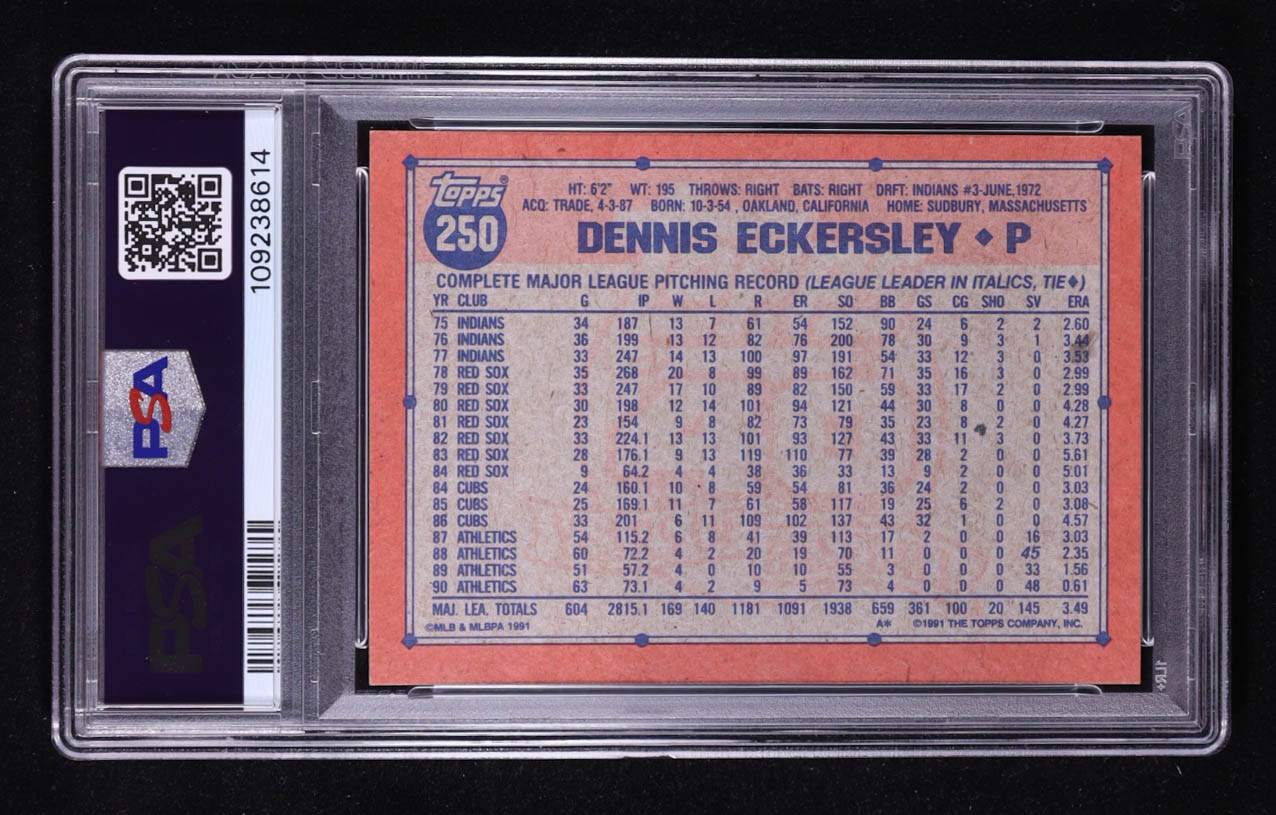 PSA
109238614
PSA
topps®
250
HT: 6'2" WT: 195 THROWS: RIGHT BATS: RIGHT DRFT: INDIANS #3-JUNE, 1972
ACQ: TRADE, 4-3-87 BORN: 10-3-54 , OAKLAND, CALIFORNIA HOME: SUDBURY, MASSACHUSETTS
DENNIS ECKERSLEY ◆ P
COMPLETE MAJOR LEAGUE PITCHING RECORD (LEAGUE LEADER IN ITALICS, TIE◆)
YR CLUB G IP W L R ER SO BB GS CG SHO SV ERA
75 INDIANS 34 187 13 7 61 54 152 90 24 6 2 2 2.60
76 INDIANS 36 199 13 12 82 76 200 78 30 9 3 1 3.44
77 INDIANS 33 247 14 13 100 97 191 54 33 12 3 0 3.53
78 RED SOX 35 268 20 8 99 89 162 71 35 16 3 0 2.99
79 RED SOX 33 247 17 10 89 82 150 59 33 17 2 0 2.99
80 RED SOX 30 198 12 14 101 94 121 44 30 8 0 0 4.28
81 RED SOX 23 154 9 8 82 73 79 35 23 8 2 0 4.27
82 RED SOX 33 224.1 13 13 101 93 127 43 33 11 3 0 3.73
83 RED SOX 28 176.1 9 13 119 110 77 39 28 2 0 0 5.61
84 RED SOX 9 64.2 4 4 38 36 33 13 9 2 0 0 5.01
84 CUBS 24 160.1 10 8 59 54 81 36 24 2 0 0 3.03
85 CUBS 25 169.1 11 7 61 58 117 19 25 6 2 0 3.08
86 CUBS 33 201 6 11 109 102 137 43 32 1 0 0 4.57
87 ATHLETICS 54 115.2 6 8 41 39 113 17 2 0 0 16 3.03
88 ATHLETICS 60 72.2 4 2 20 19 70 11 0 0 0 45 2.35
89 ATHLETICS 51 57.2 4 0 10 10 55 3 0 0 0 33 1.56
90 ATHLETICS 63 73.1 4 2 9 5 73 4 0 0 0 48 0.61
MAJ. LEA. TOTALS 604 2815.1 169 140 1181 1091 1938 659 361 100 20 145 3.49
©MLB & MLBPA 1991 A* ©1991 THE TOPPS COMPANY, INC.
PSA
1LR+